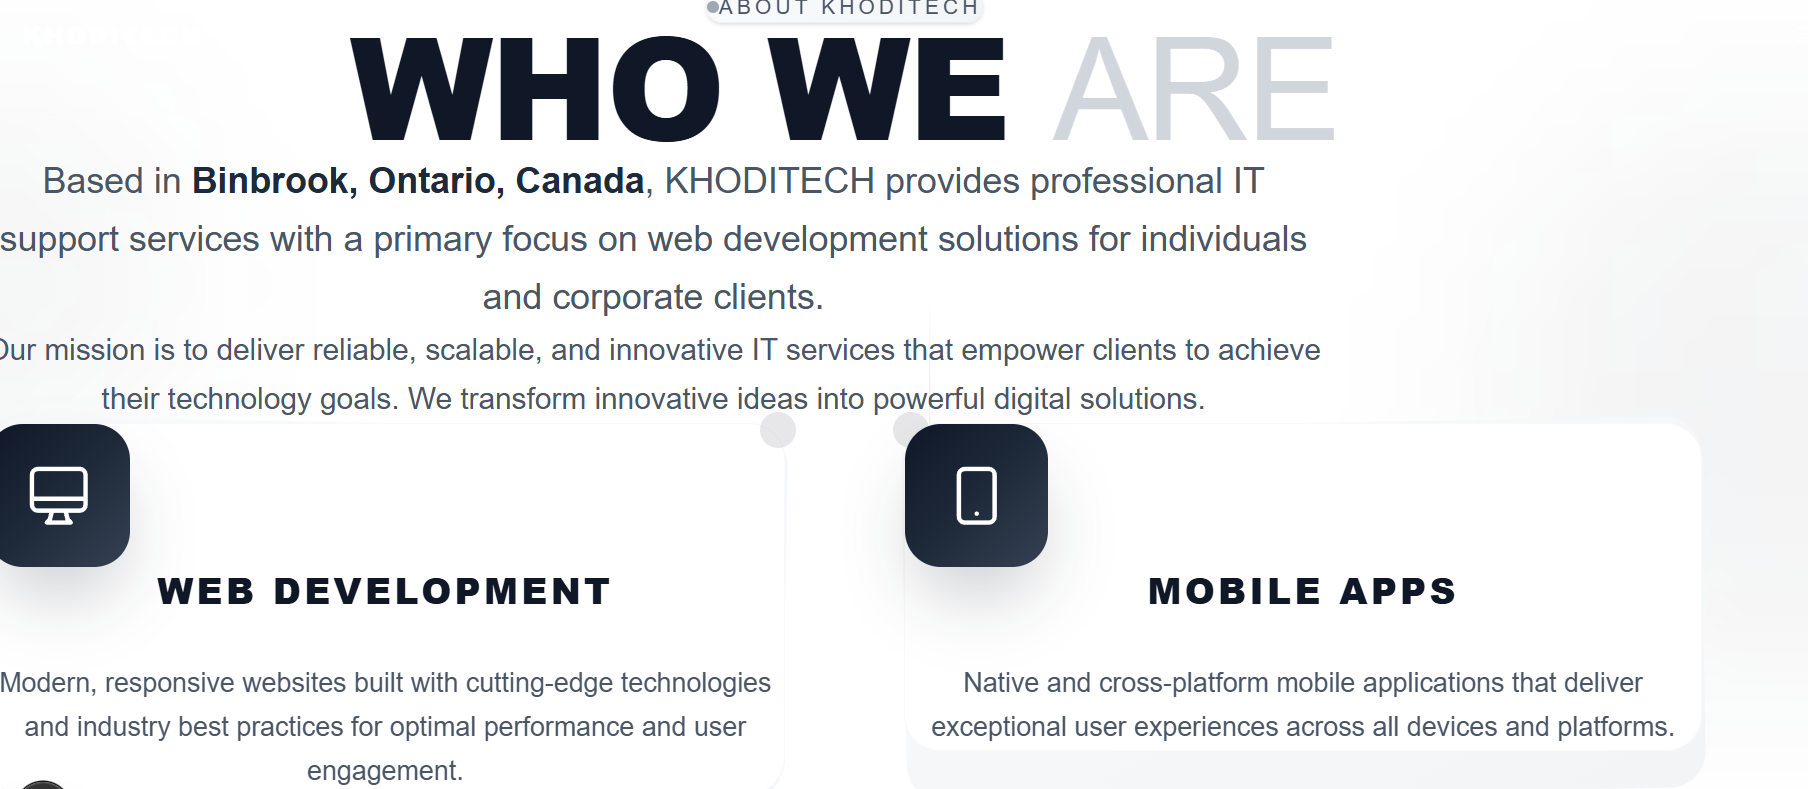 ABOUT KHODITECH
WHO WE ARE
Based in Binbrook, Ontario, Canada, KHODITECH provides professional IT
support services with a primary focus on web development solutions for individuals
and corporate clients.
Our mission is to deliver reliable, scalable, and innovative IT services that empower clients to achieve
their technology goals. We transform innovative ideas into powerful digital solutions.
WEB DEVELOPMENT
Modern, responsive websites built with cutting-edge technologies
and industry best practices for optimal performance and user
engagement.
MOBILE APPS
Native and cross-platform mobile applications that deliver
exceptional user experiences across all devices and platforms.